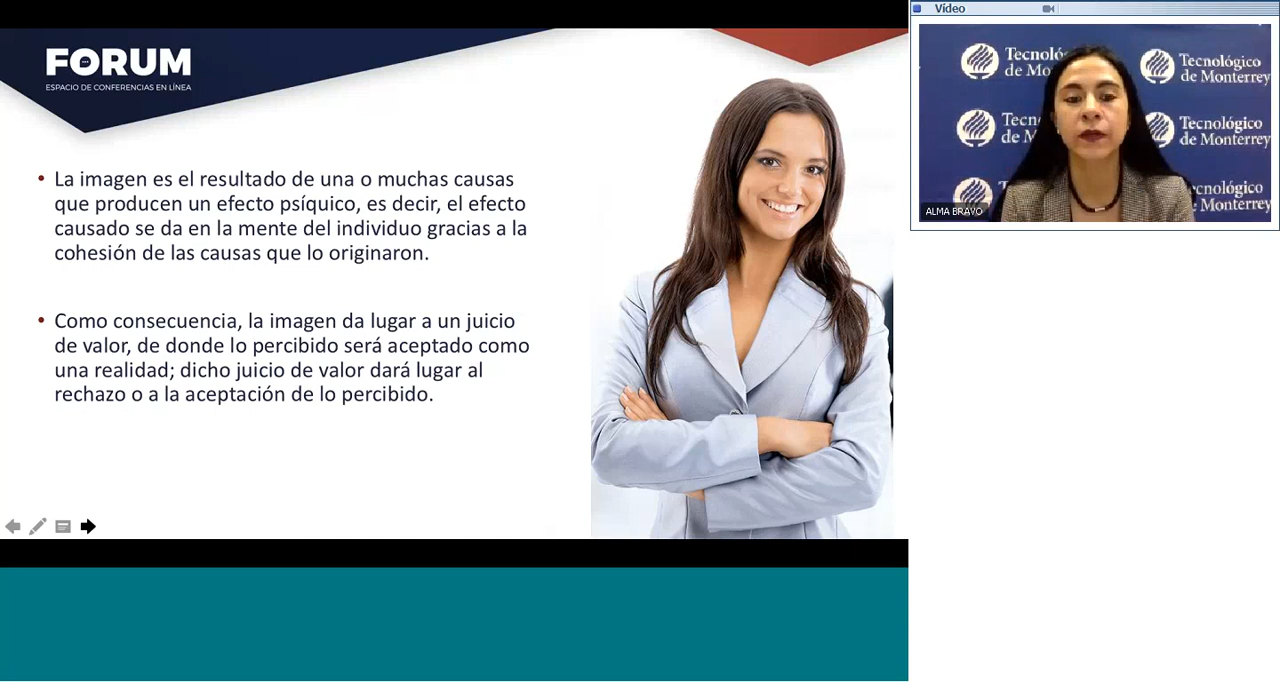 FORUM
ESPACIO DE CONFERENCIAS EN LÍNEA
• La imagen es el resultado de una o muchas causas
que producen un efecto psíquico, es decir, el efecto
causado se da en la mente del individuo gracias a la
cohesión de las causas que lo originaron.
• Como consecuencia, la imagen da lugar a un juicio
de valor, de donde lo percibido será aceptado como
una realidad; dicho juicio de valor dará lugar al
rechazo o a la aceptación de lo percibido.
Vídeo
Tecnológico
de Mo
Tecnológico
de Monterrey
Tecn
de M
Tecnológico
de Monterrey
Tecnológico
de Monterrey
ALMA BRAVO